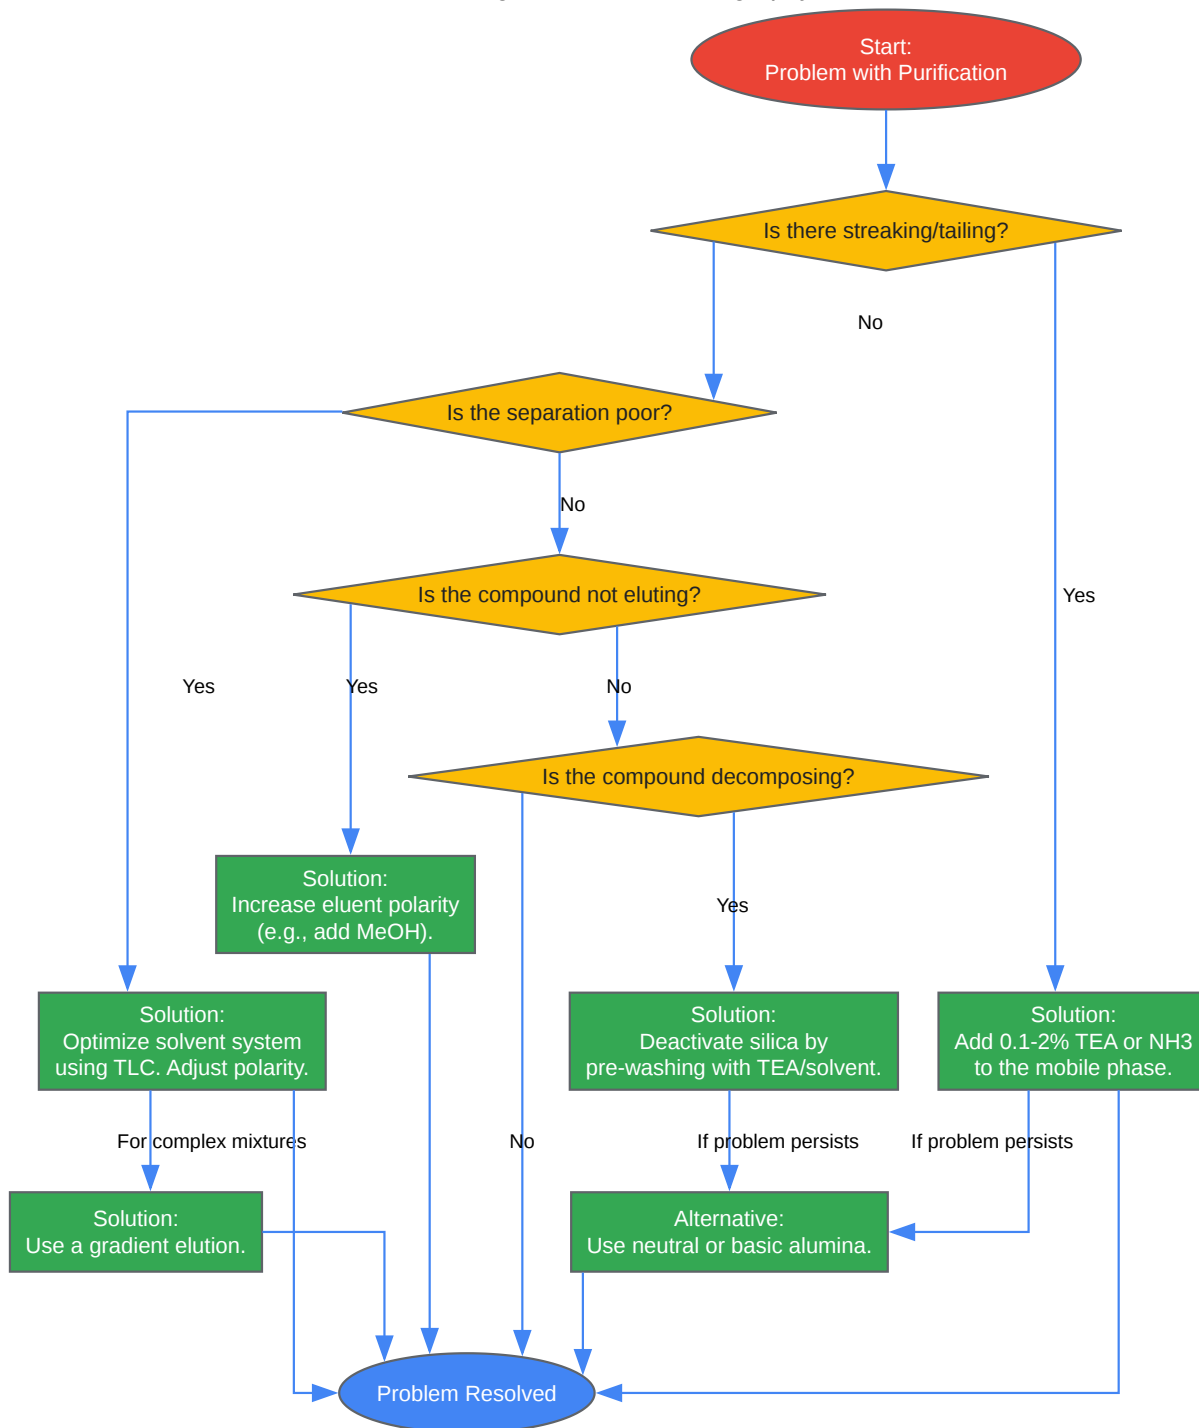 Start:
Problem with Purification
Is there streaking/tailing?
No
Is the separation poor?
No
Is the compound not eluting?
Yes
Yes
Yes
No
Is the compound decomposing?
Solution:
Increase eluent polarity
(e.g., add MeOH).
Yes
Solution:
Optimize solvent system
using TLC. Adjust polarity.
Solution:
Deactivate silica by
pre-washing with TEA/solvent.
Solution:
Add 0.1-2% TEA or NH3
to the mobile phase.
For complex mixtures
No
If problem persists
If problem persists
Solution:
Use a gradient elution.
Alternative:
Use neutral or basic alumina.
Problem Resolved